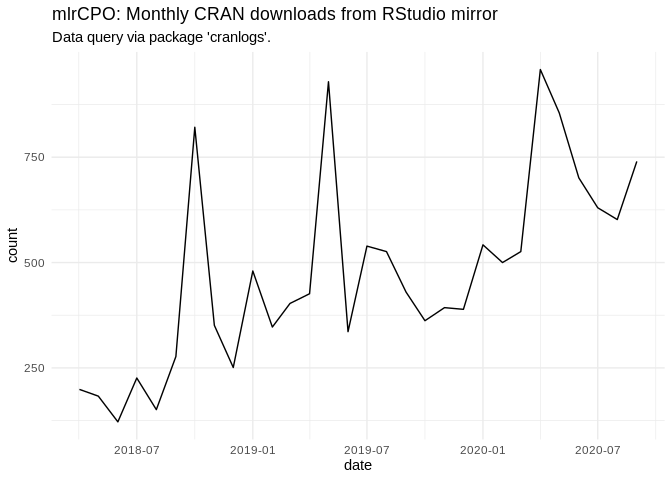 mlrCPO: Monthly CRAN downloads from RStudio mirror
Data query via package 'cranlogs'.
750
500
250
count
2018-07 2019-01 2019-07 2020-01 2020-07
date